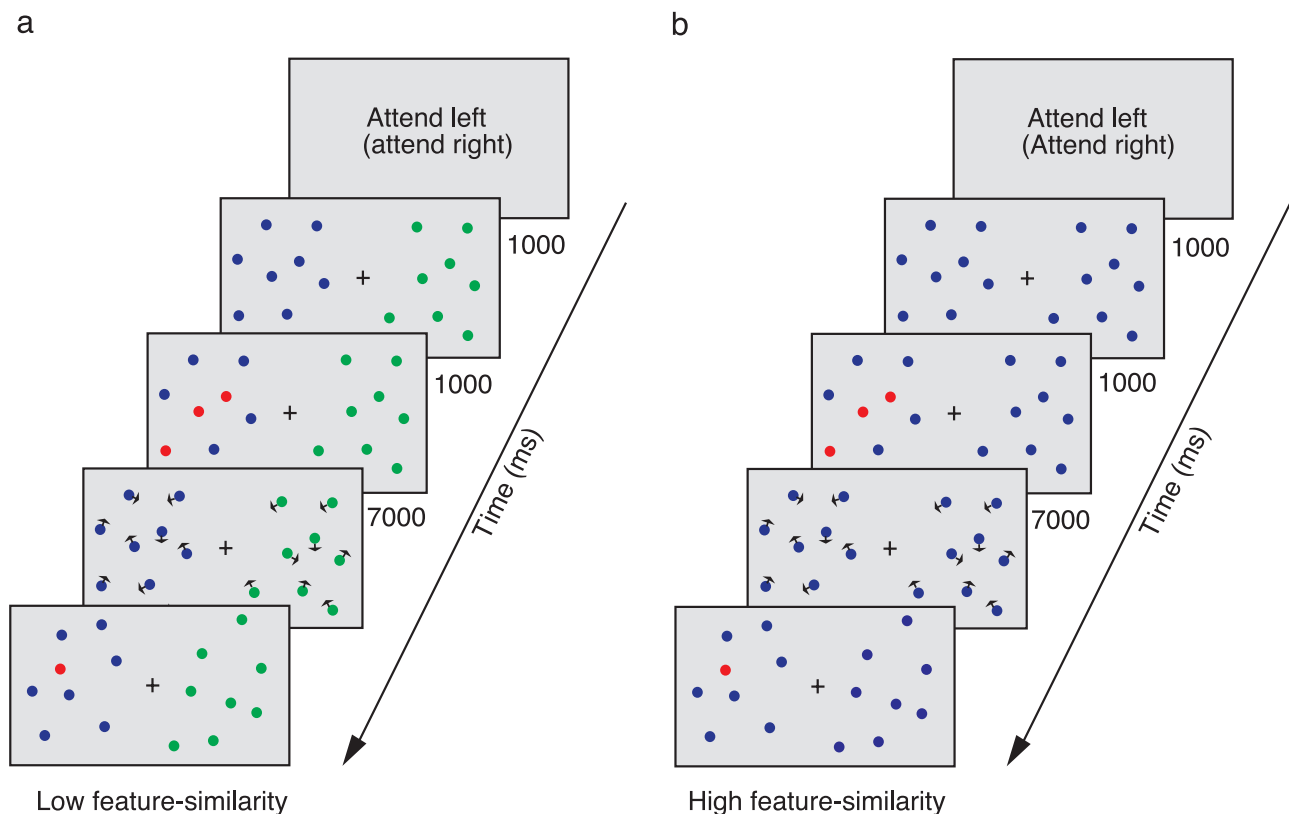 a
Attend left
(attend right)
1000
1000
7000
Time (ms)
Low feature-similarity
b
Attend left
(Attend right)
1000
1000
7000
Time (ms)
High feature-similarity